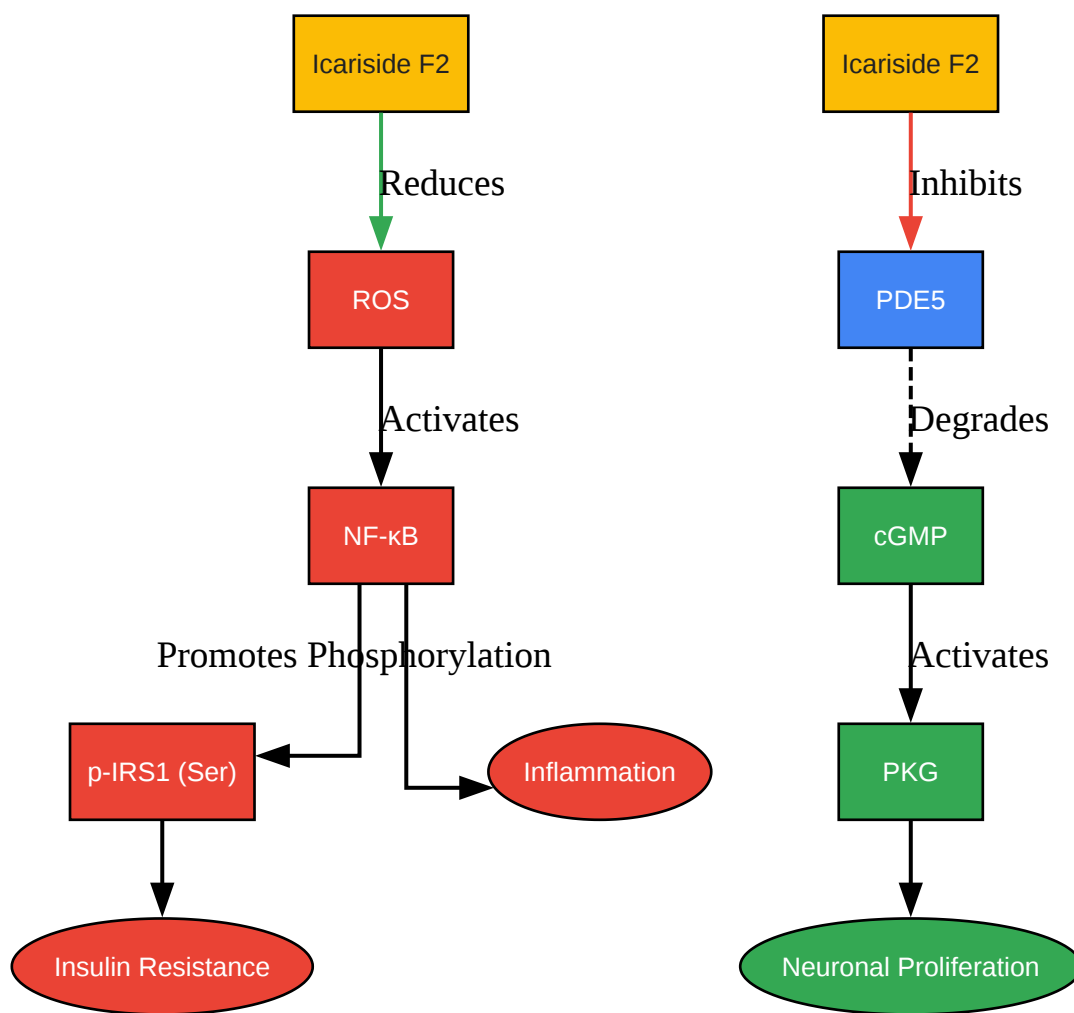 Icariside F2
Icariside F2
Reduces
Inhibits
ROS
PDE5
Activates
Degrades
NF-κB
cGMP
Promotes Phosphorylation
Activates
p-IRS1 (Ser)
Inflammation
PKG
Insulin Resistance
Neuronal Proliferation